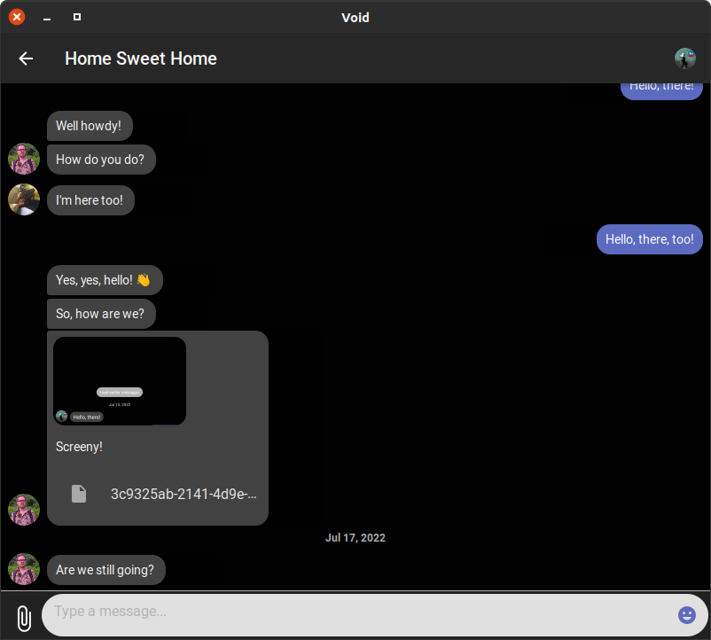 Void
Home Sweet Home
Hello, there!
Well howdy!
How do you do?
I'm here too!
Hello, there, too!
Yes, yes, hello! 👋
So, how are we?
Jul 15, 2022
Hello, there!
Screeny!
3c9325ab-2141-4d9e-...
Jul 17, 2022
Are we still going?
Type a message...